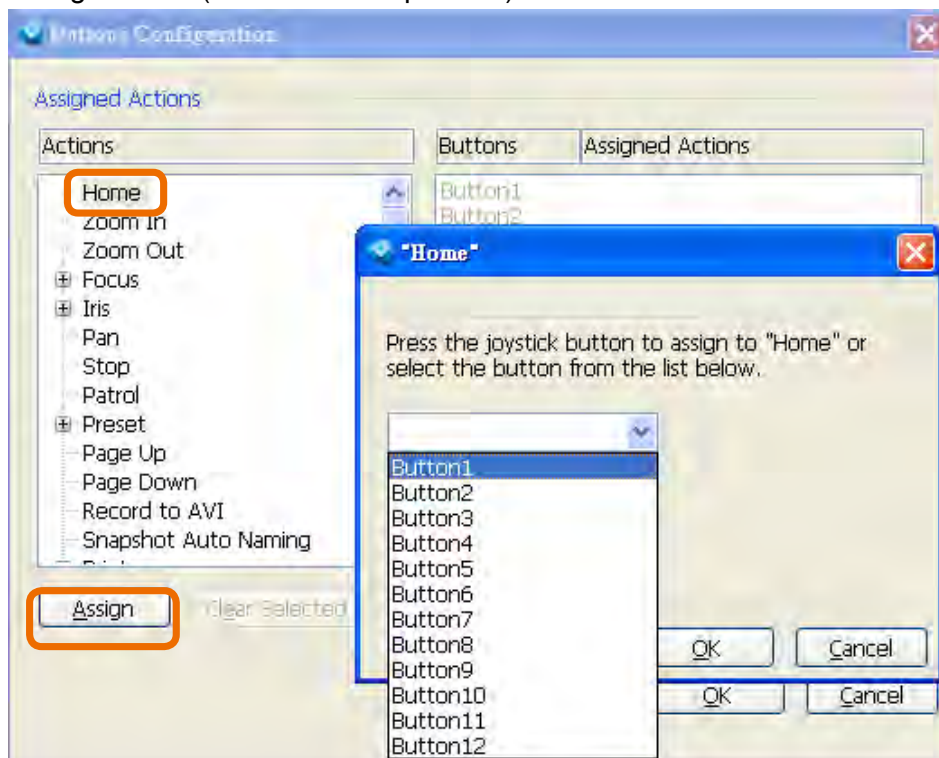 Buttons Configuration
Assigned Actions
Actions
Buttons
Assigned Actions
Home
Zoom In
Zoom Out
Focus
Iris
Pan
Stop
Patrol
Preset
Page Up
Page Down
Record to AVI
Snapshot Auto Naming
Button1
Button2
"Home"
Press the joystick button to assign to "Home" or
select the button from the list below.
Button1
Button2
Button3
Button4
Button5
Button6
Button7
Button8
Button9
Button10
Button11
Button12
OK
Cancel
Assign
Clear Selected
OK
Cancel